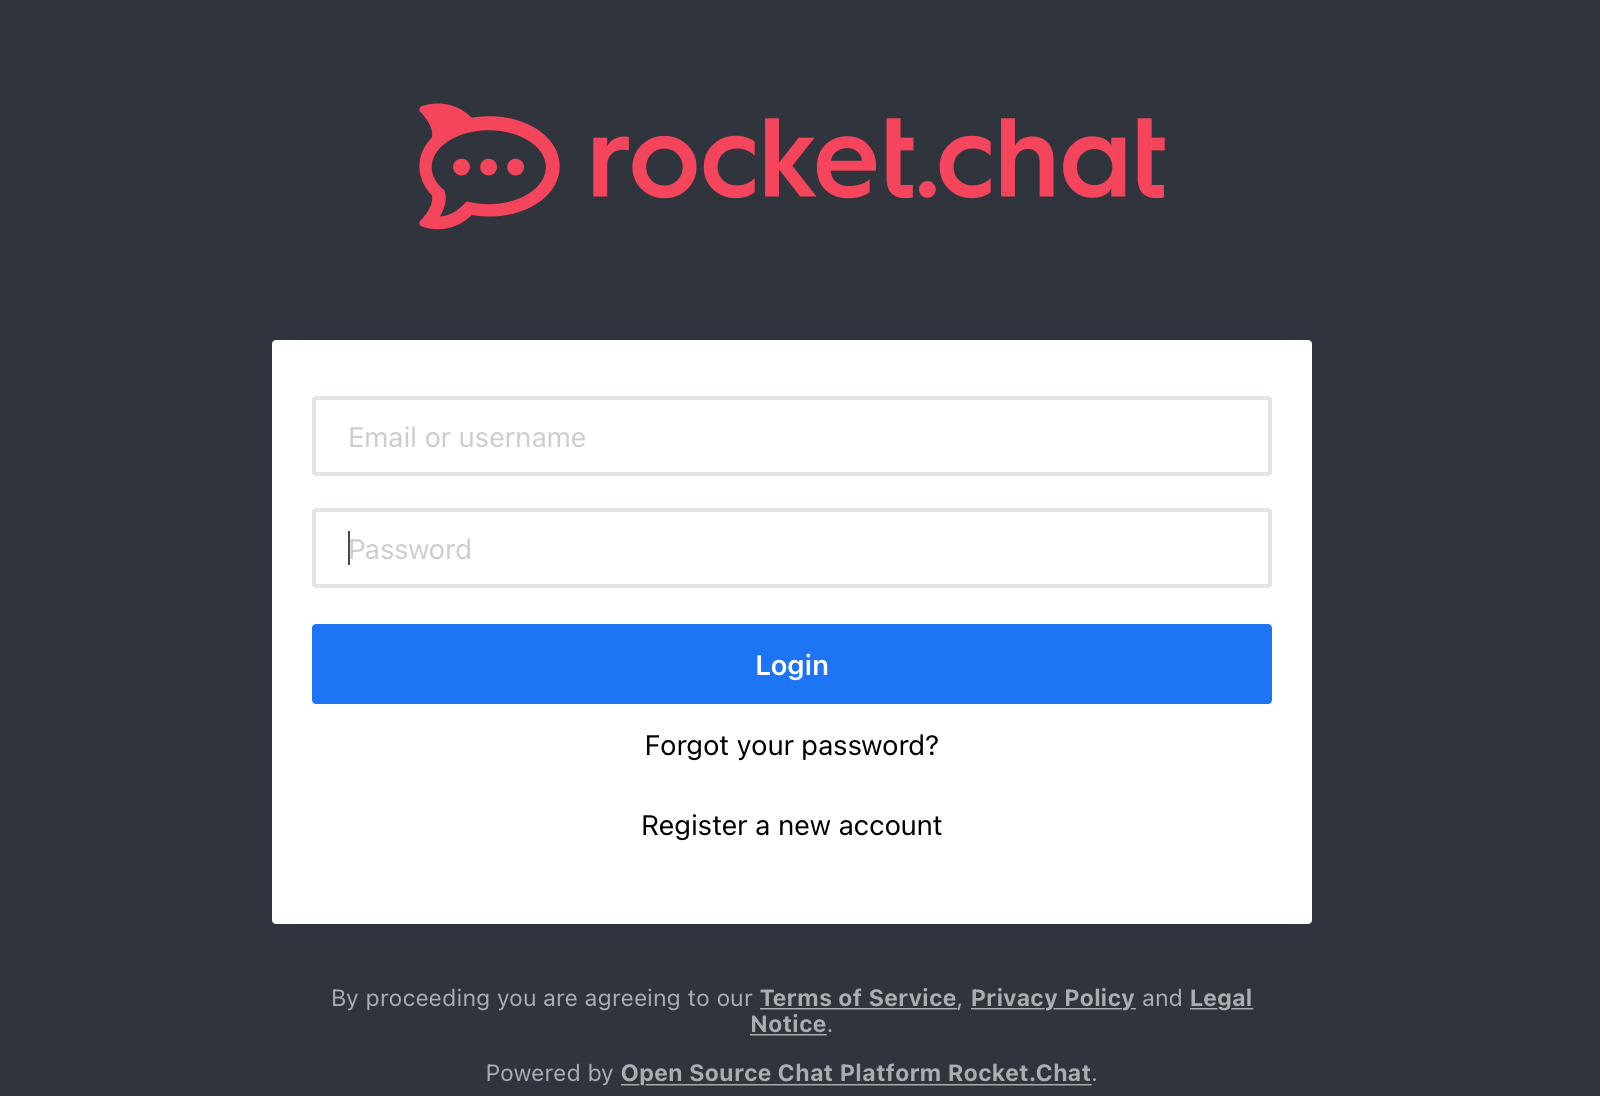 rocket.chat
Email or username
Password
Login
Forgot your password?
Register a new account
By proceeding you are agreeing to our Terms of Service, Privacy Policy and Legal
Notice.
Powered by Open Source Chat Platform Rocket.Chat.